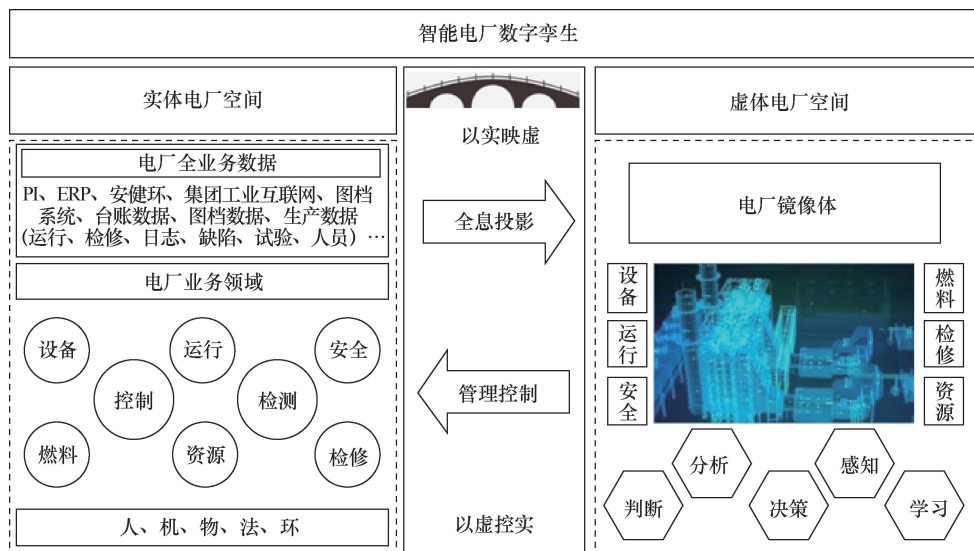 智能电厂数字孪生
实体电厂空间
电厂全业务数据
PI、ERP、安健环、集团工业互联网、图档
系统、台账数据、图档数据、生产数据
(运行、检修、日志、缺陷、试验、人员) …
电厂业务领域
设备
运行
安全
控制
检测
燃料
资源
检修
人、机、物、法、环
以实映虚
全息投影
管理控制
以虚控实
虚体电厂空间
电厂镜像体
设备
运行
安全
燃料
检修
资源
分析
感知
判断
决策
学习